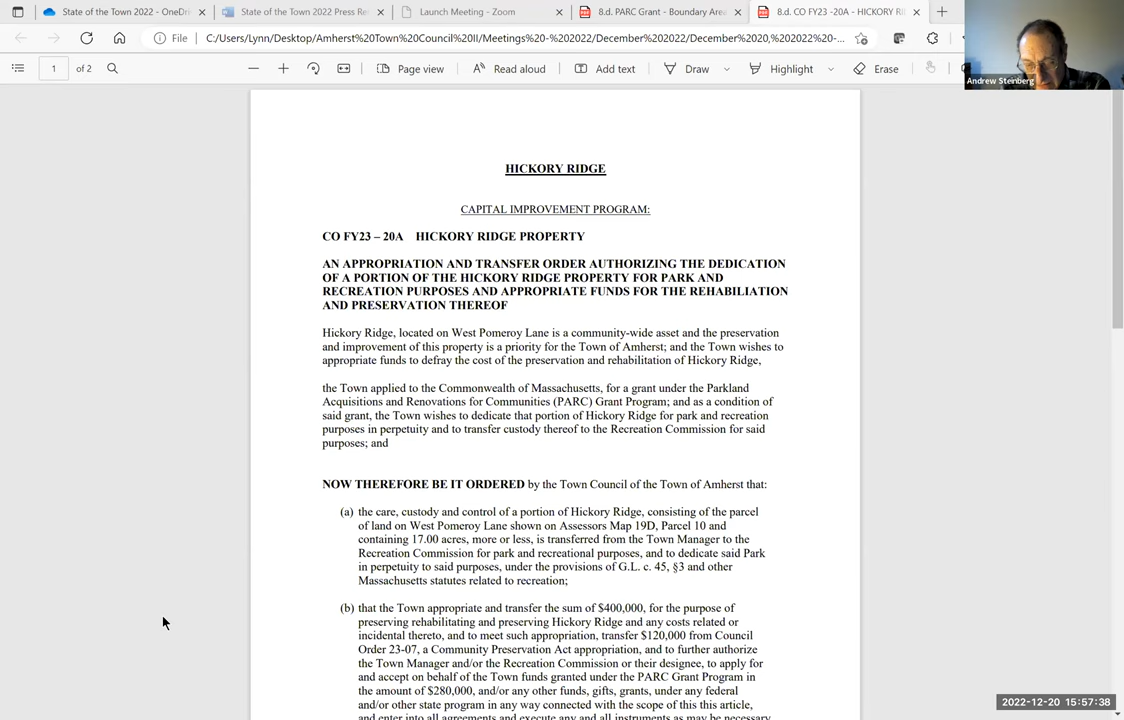 State of the Town 2022 - OneDri
State of the Town 2022 Press Re
Launch Meeting - Zoom
8.d. PARC Grant - Boundary Area
8.d. CO FY23 -20A - HICKORY RI
File
C:/Users/Lynn/Desktop/Amherst%20Town%20Council%20II/Meetings%20-%202022/December%202022/December%2020,%202022%20-...
1 of 2
Page view
Read aloud
Add text
Draw
Highlight
Erase
Andrew Steinberg
HICKORY RIDGE
CAPITAL IMPROVEMENT PROGRAM:
CO FY23 – 20A HICKORY RIDGE PROPERTY
AN APPROPRIATION AND TRANSFER ORDER AUTHORIZING THE DEDICATION
OF A PORTION OF THE HICKORY RIDGE PROPERTY FOR PARK AND
RECREATION PURPOSES AND APPROPRIATE FUNDS FOR THE REHABILIATION
AND PRESERVATION THEREOF
Hickory Ridge, located on West Pomeroy Lane is a community-wide asset and the preservation
and improvement of this property is a priority for the Town of Amherst; and the Town wishes to
appropriate funds to defray the cost of the preservation and rehabilitation of Hickory Ridge,
the Town applied to the Commonwealth of Massachusetts, for a grant under the Parkland
Acquisitions and Renovations for Communities (PARC) Grant Program; and as a condition of
said grant, the Town wishes to dedicate that portion of Hickory Ridge for park and recreation
purposes in perpetuity and to transfer custody thereof to the Recreation Commission for said
purposes; and
NOW THEREFORE BE IT ORDERED by the Town Council of the Town of Amherst that:
(a) the care, custody and control of a portion of Hickory Ridge, consisting of the parcel
of land on West Pomeroy Lane shown on Assessors Map 19D, Parcel 10 and
containing 17.00 acres, more or less, is transferred from the Town Manager to the
Recreation Commission for park and recreational purposes, and to dedicate said Park
in perpetuity to said purposes, under the provisions of G.L. c. 45, §3 and other
Massachusetts statutes related to recreation;
(b) that the Town appropriate and transfer the sum of $400,000, for the purpose of
preserving rehabilitating and preserving Hickory Ridge and any costs related or
incidental thereto, and to meet such appropriation, transfer $120,000 from Council
Order 23-07, a Community Preservation Act appropriation, and to further authorize
the Town Manager and/or the Recreation Commission or their designee, to apply for
and accept on behalf of the Town funds granted under the PARC Grant Program in
the amount of $280,000, and/or any other funds, gifts, grants, under any federal
and/or other state program in any way connected with the scope of this this article,
and enter into all agreements and execute any and all instruments as may be necessary
2022-12-20 15:57:38